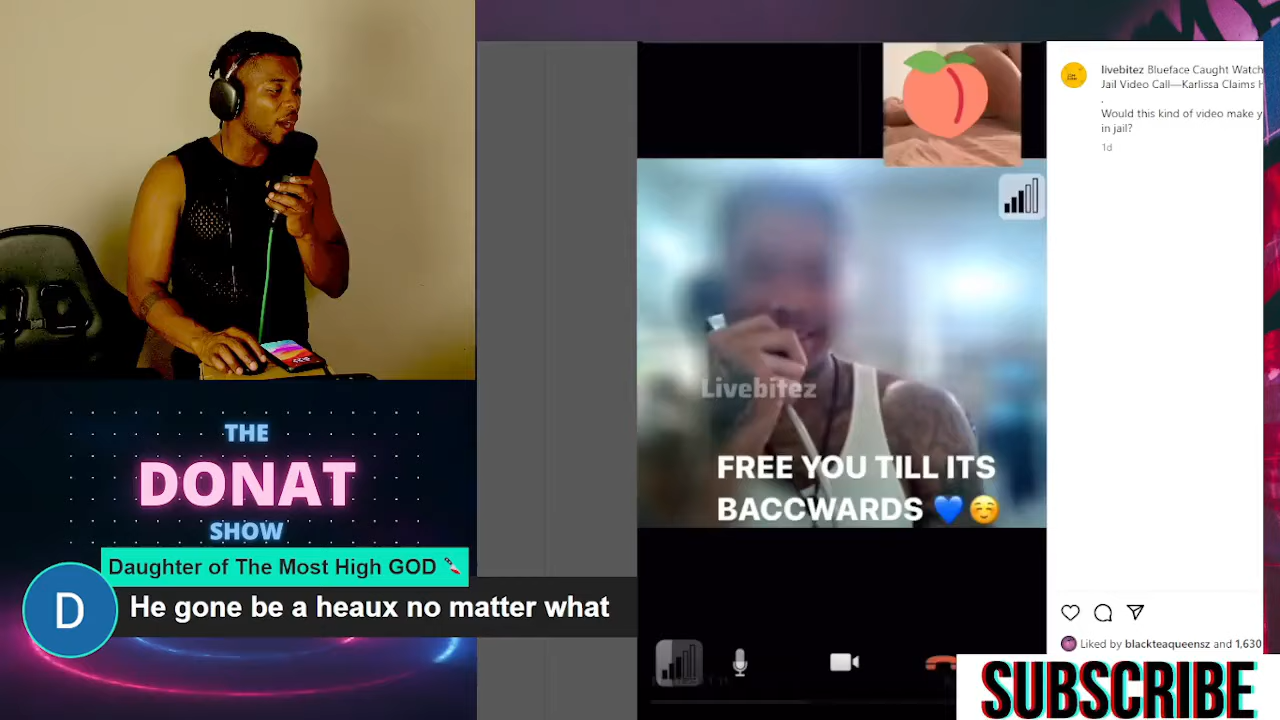 THE
DONAT
SHOW
Daughter of The Most High GOD
D
He gone be a heaux no matter what
Livebitez
FREE YOU TILL ITS
BACCWARDS 💙 ☺️
livebitez Blueface Caught Watch
Jail Video Call—Karlissa Claims H
.
Would this kind of video make y
in jail?
1d
Liked by blackteaqueensz and 1,630
SUBSCRIBE